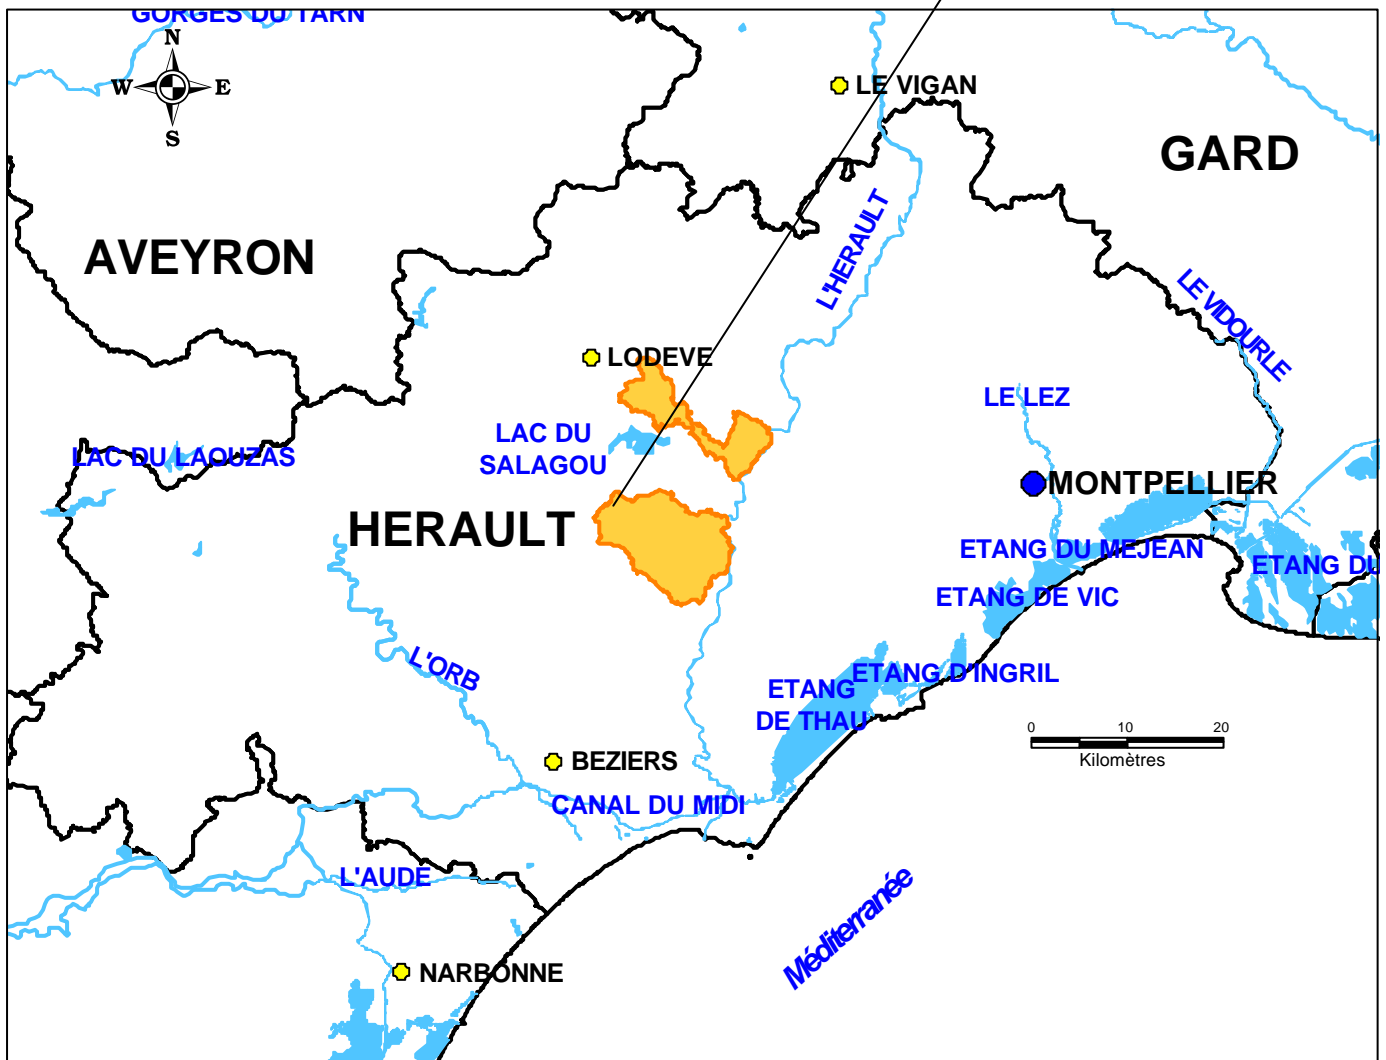 GORGES DU TARN
N
W
E
S
LE VIGAN
GARD
AVEYRON
L'HERAULT
LE VIDOURLE
LODEVE
LE LEZ
LAC DU
SALAGOU
LAC DU LAOUZAS
MONTPELLIER
HERAULT
ETANG DU MEJEAN
ETANG DU
ETANG DE VIC
L'ORB
ETANG D'INGRIL
ETANG
DE THAU
0 10 20
Kilomètres
BEZIERS
CANAL DU MIDI
L'AUDE
Méditerranée
NARBONNE